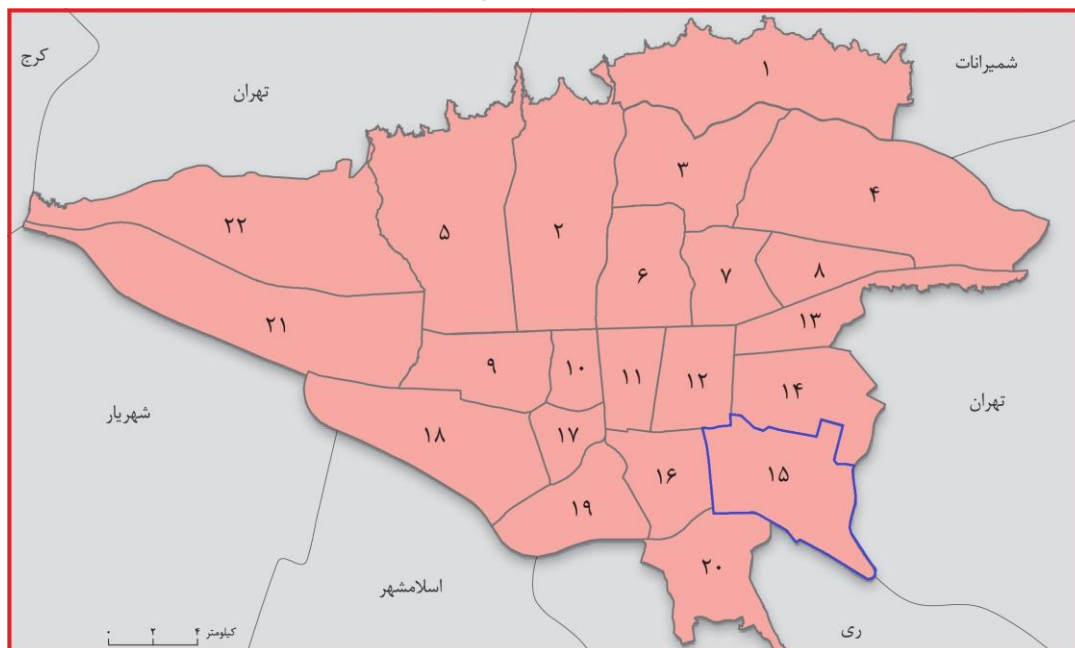 کرج
شمیرانات
تهران
۱
۳
۴
۲۲
۵
۲
۶
۷
۸
۲۱
۱۳
۹
۱۰
۱۱
۱۲
۱۴
تهران
شهریار
۱۸
۱۷
۱۶
۱۵
۱۹
۲۰
اسلامشهر
ری
۰ ۲ ۴ کیلومتر